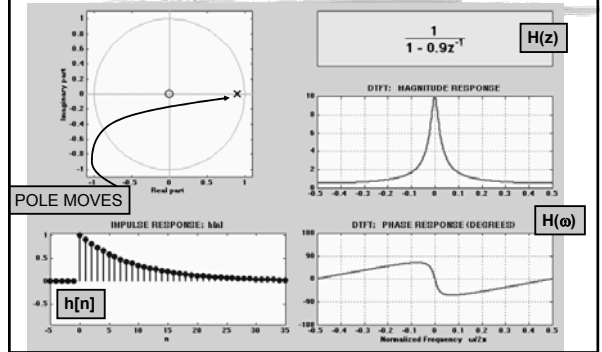 1
0.8
0.6
0.4
0.2
0
-0.2
-0.4
-0.6
-0.8
-1
Imaginary part
-1 -0.5 0 0.5 1
Real part
POLE MOVES
1
1 - 0.9z-1
H(z)
DTFT: MAGNITUDE RESPONSE
10
8
6
4
2
0
-0.5 -0.4 -0.3 -0.2 -0.1 0 0.1 0.2 0.3 0.4 0.5
IMPULSE RESPONSE: h[n]
1
0.5
0
-0.5
h[n]
-5 0 5 10 15 20 25 30 35
n
H(ω)
DTFT: PHASE RESPONSE (DEGREES)
180
90
0
-90
-180
-0.5 -0.4 -0.3 -0.2 -0.1 0 0.1 0.2 0.3 0.4 0.5
Normalized Frequency ω/2π